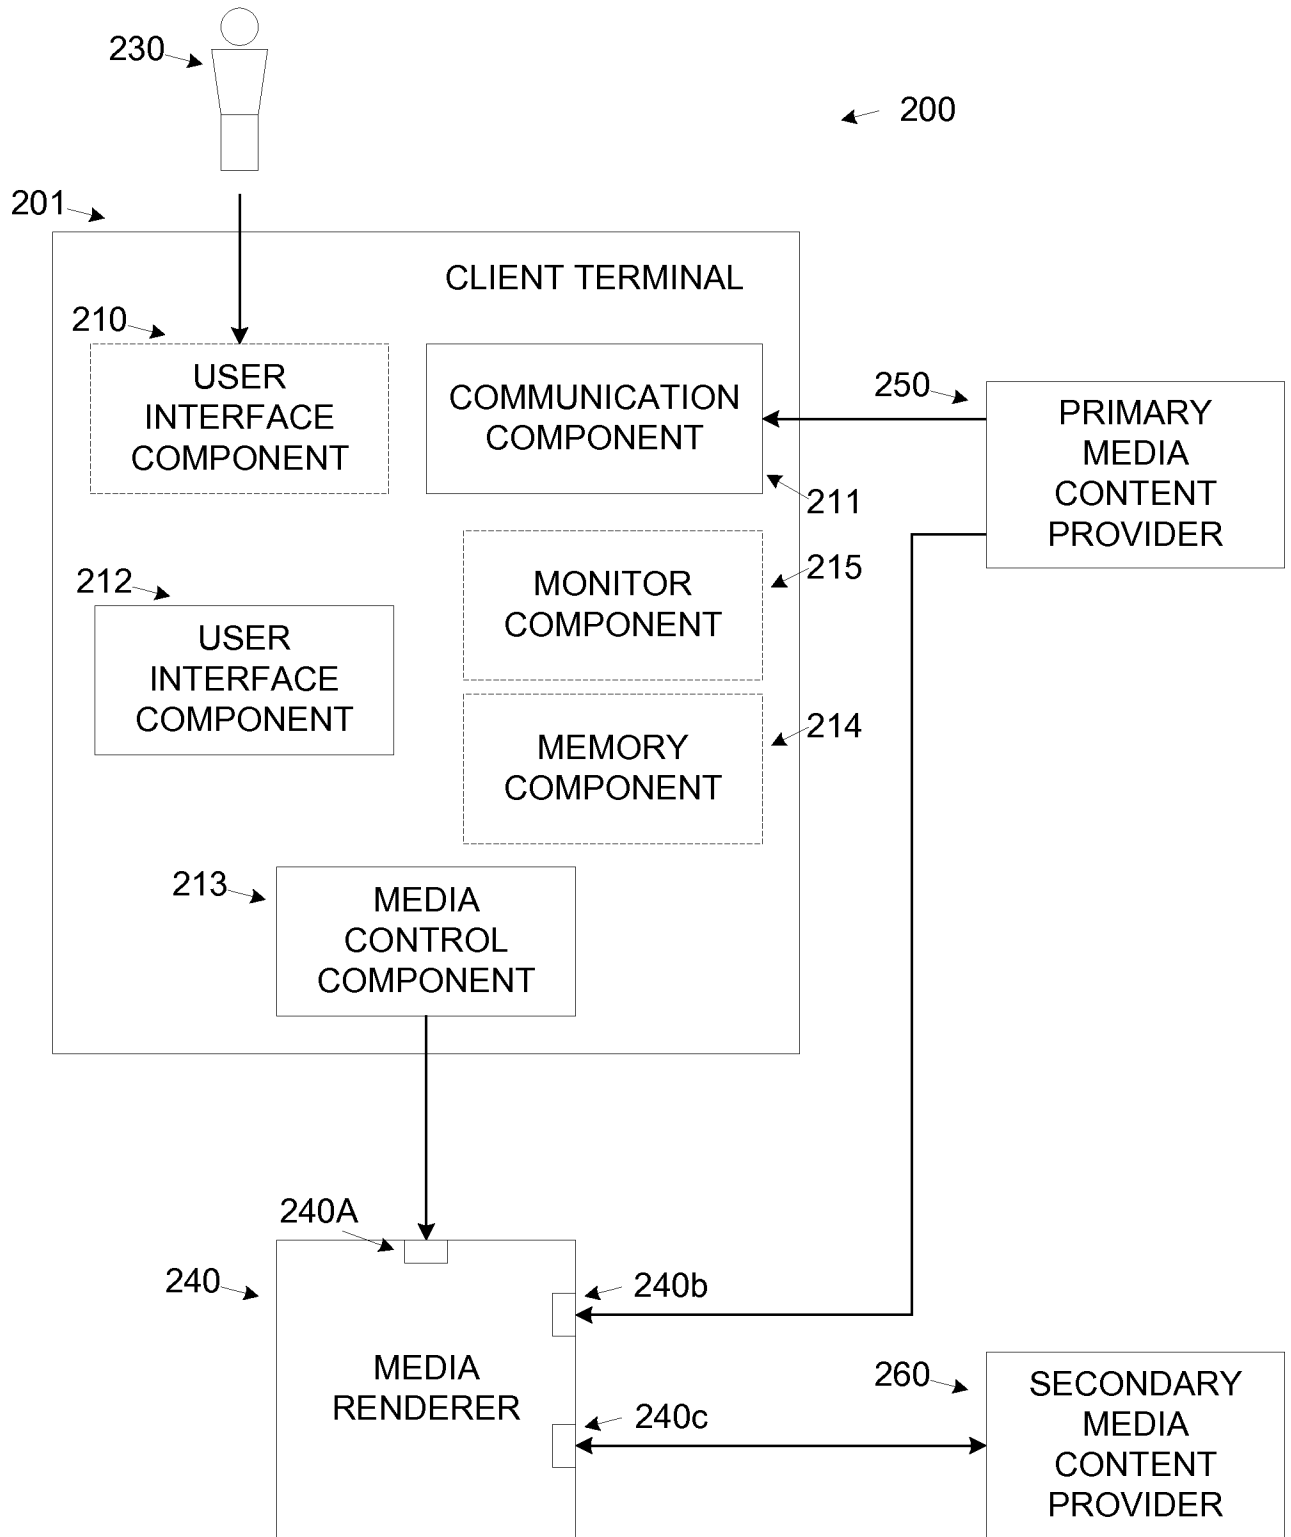 230
200
201
CLIENT TERMINAL
210
USER
INTERFACE
COMPONENT
COMMUNICATION
COMPONENT
211
250
PRIMARY
MEDIA
CONTENT
PROVIDER
212
USER
INTERFACE
COMPONENT
MONITOR
COMPONENT
215
MEMORY
COMPONENT
214
213
MEDIA
CONTROL
COMPONENT
240A
240
240b
MEDIA
RENDERER
240c
260
SECONDARY
MEDIA
CONTENT
PROVIDER